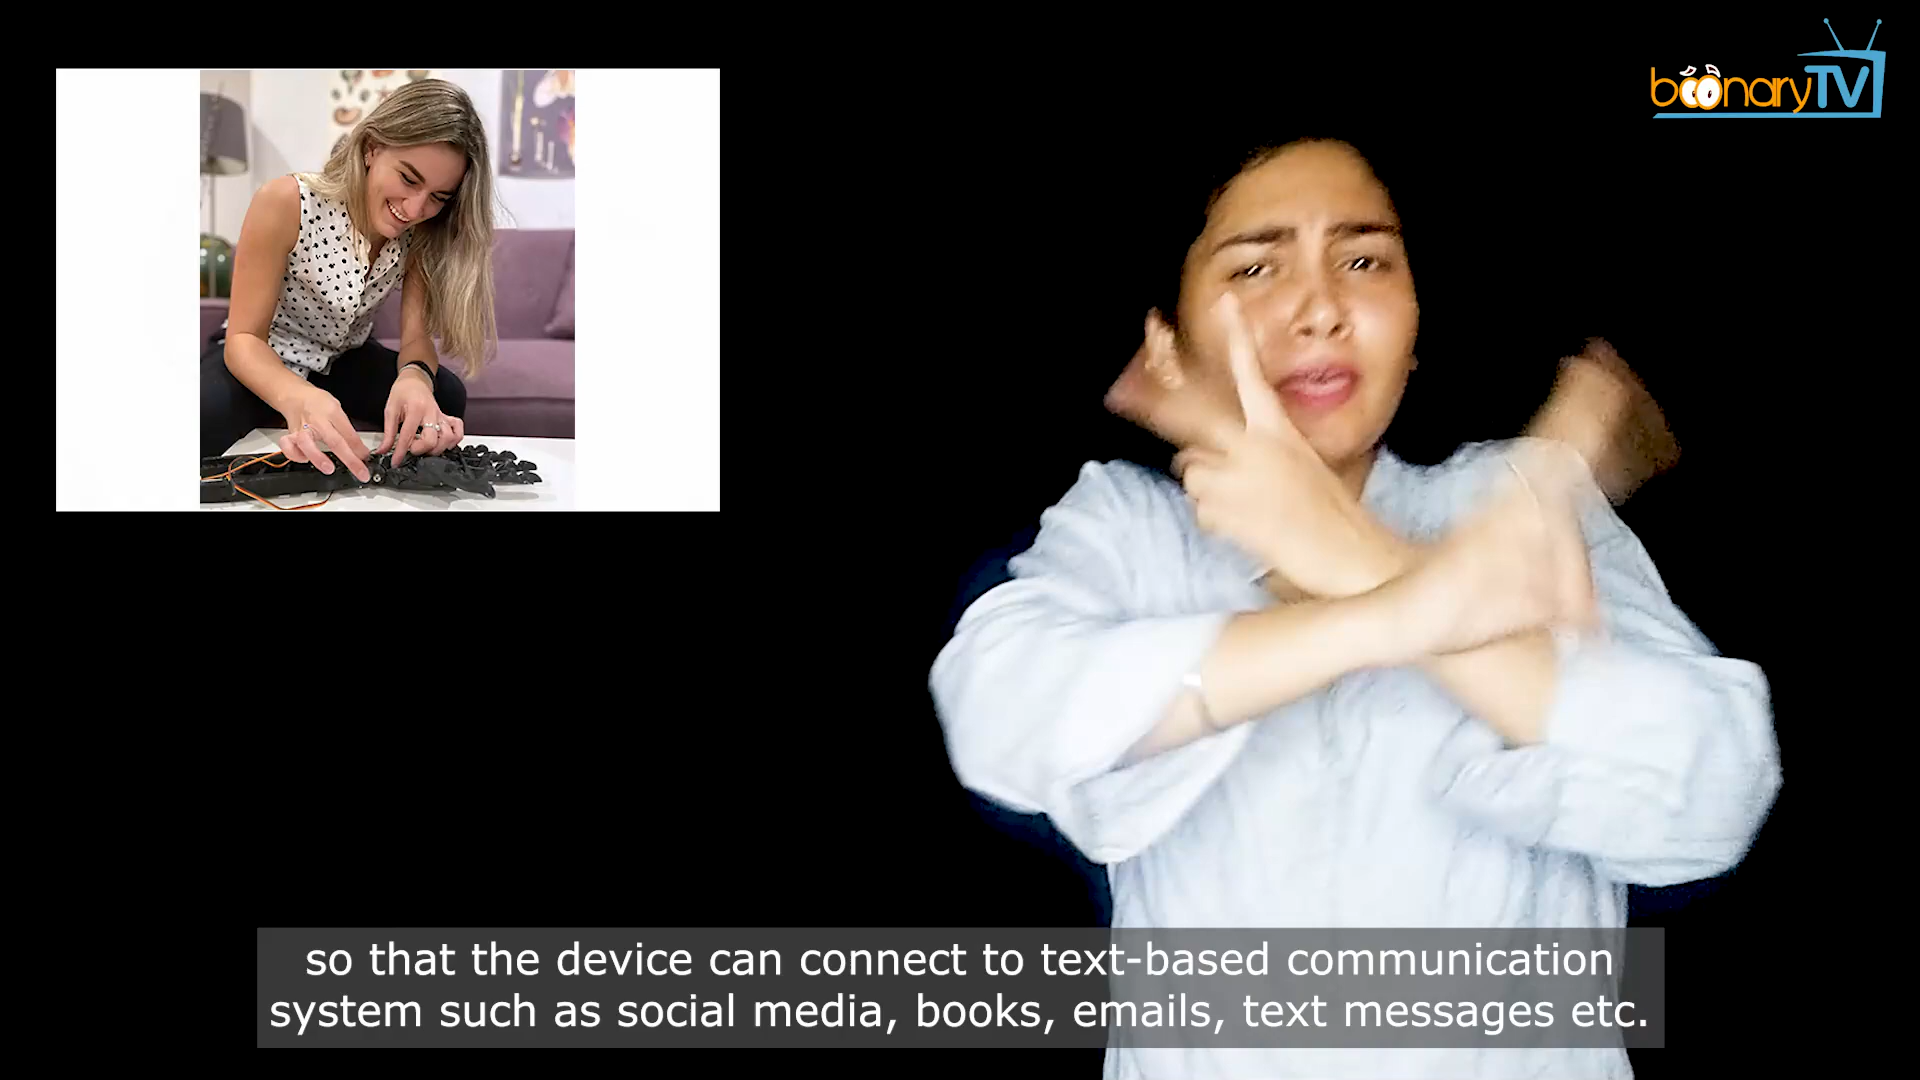 boonaryTV
so that the device can connect to text-based communication
system such as social media, books, emails, text messages etc.